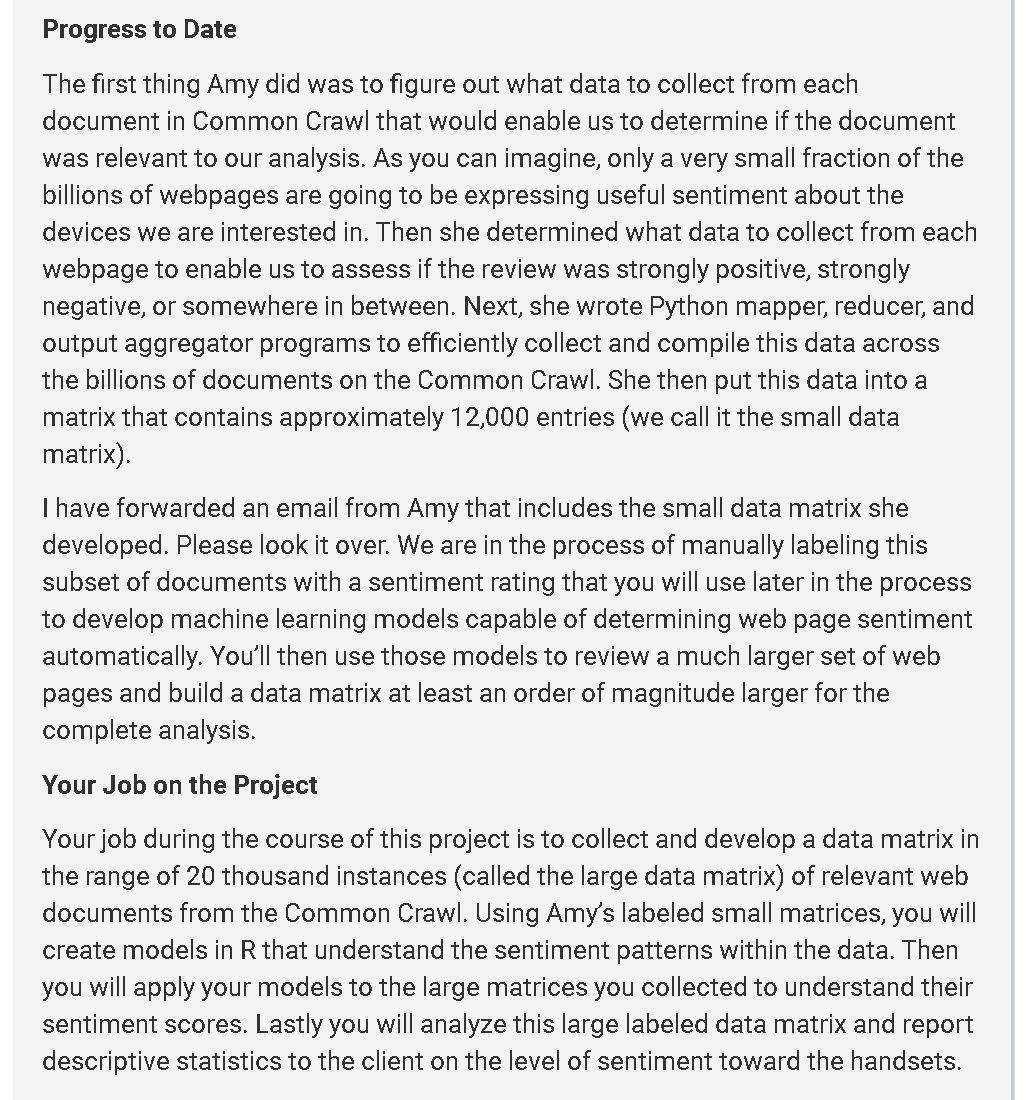 Progress to Date
The first thing Amy did was to figure out what data to collect from each
document in Common Crawl that would enable us to determine if the document
was relevant to our analysis. As you can imagine, only a very small fraction of the
billions of webpages are going to be expressing useful sentiment about the
devices we are interested in. Then she determined what data to collect from each
webpage to enable us to assess if the review was strongly positive, strongly
negative, or somewhere in between. Next, she wrote Python mapper, reducer, and
output aggregator programs to efficiently collect and compile this data across
the billions of documents on the Common Crawl. She then put this data into a
matrix that contains approximately 12,000 entries (we call it the small data
matrix).
I have forwarded an email from Amy that includes the small data matrix she
developed. Please look it over. We are in the process of manually labeling this
subset of documents with a sentiment rating that you will use later in the process
to develop machine learning models capable of determining web page sentiment
automatically. You’ll then use those models to review a much larger set of web
pages and build a data matrix at least an order of magnitude larger for the
complete analysis.
Your Job on the Project
Your job during the course of this project is to collect and develop a data matrix in
the range of 20 thousand instances (called the large data matrix) of relevant web
documents from the Common Crawl. Using Amy’s labeled small matrices, you will
create models in R that understand the sentiment patterns within the data. Then
you will apply your models to the large matrices you collected to understand their
sentiment scores. Lastly you will analyze this large labeled data matrix and report
descriptive statistics to the client on the level of sentiment toward the handsets.